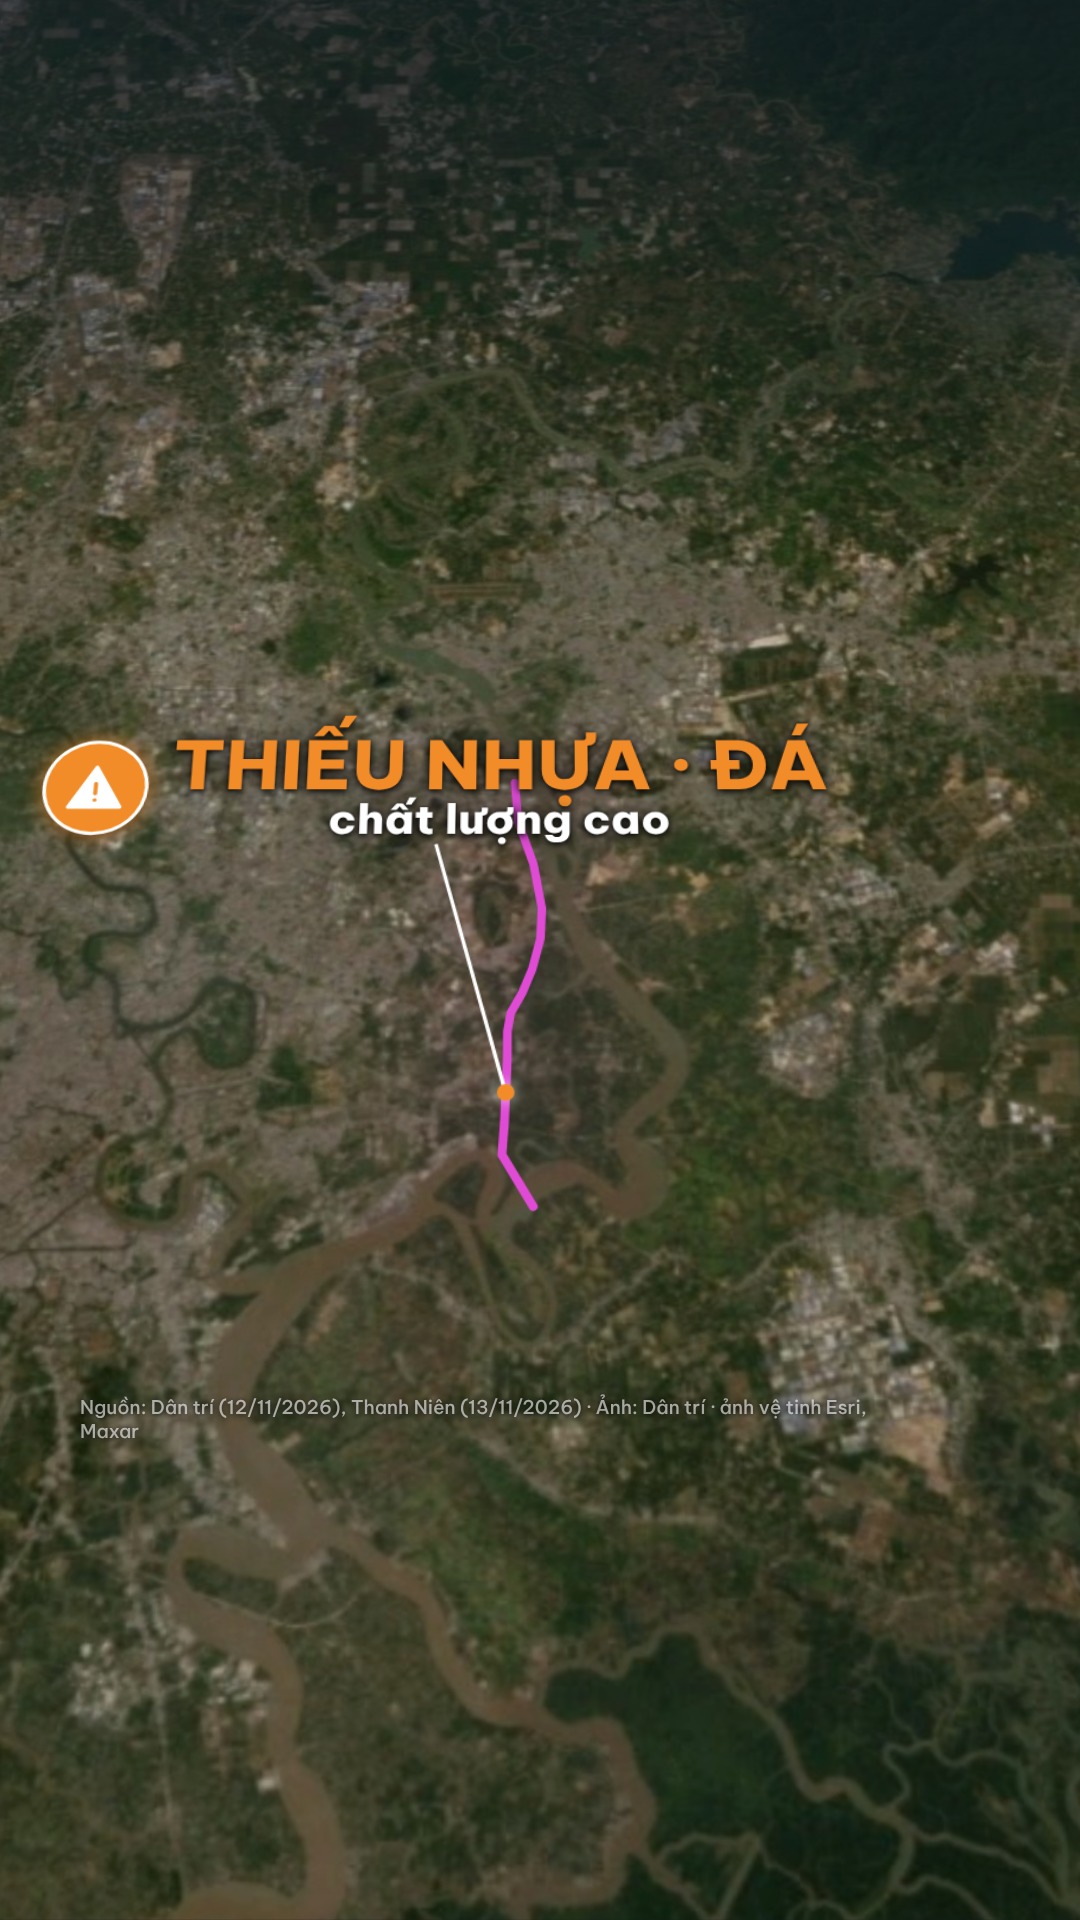 THIẾU NHỰA · ĐÁ
chất lượng cao
Nguồn: Dân trí (12/11/2026), Thanh Niên (13/11/2026) · Ảnh: Dân trí · ảnh vệ tinh Esri,
Maxar